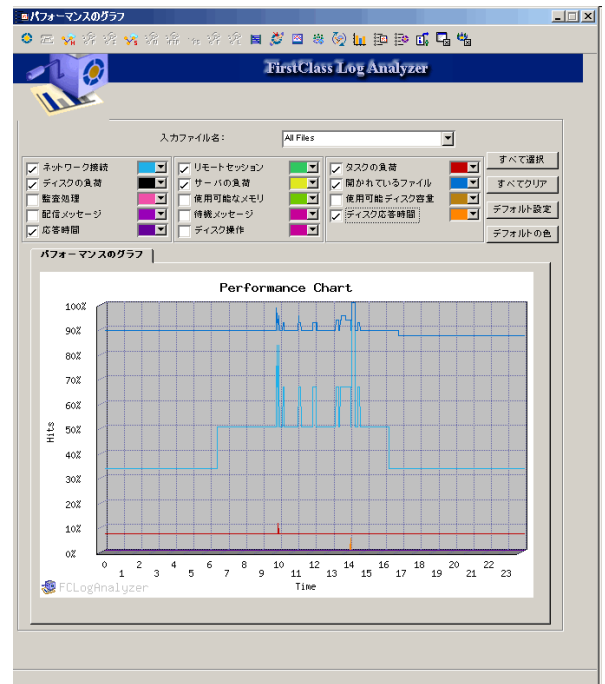 パフォーマンスのグラフ
FirstClass Log Analyzer
入力ファイル名:
All Files
ネットワーク接続
リモートセッション
タスクの負荷
すべて選択
ディスクの負荷
サーバの負荷
開かれているファイル
すべてクリア
監査処理
使用可能なメモリ
使用可能ディスク容量
配信メッセージ
待機メッセージ
ディスク応答時間
デフォルト設定
応答時間
ディスク操作
デフォルトの色
パフォーマンスのグラフ
Performance Chart
100%
90%
80%
70%
60%
50%
40%
30%
20%
10%
0%
Hits
0 1 2 3 4 5 6 7 8 9 10 11 12 13 14 15 16 17 18 19 20 21 22 23
Time
FCLogAnalyzer